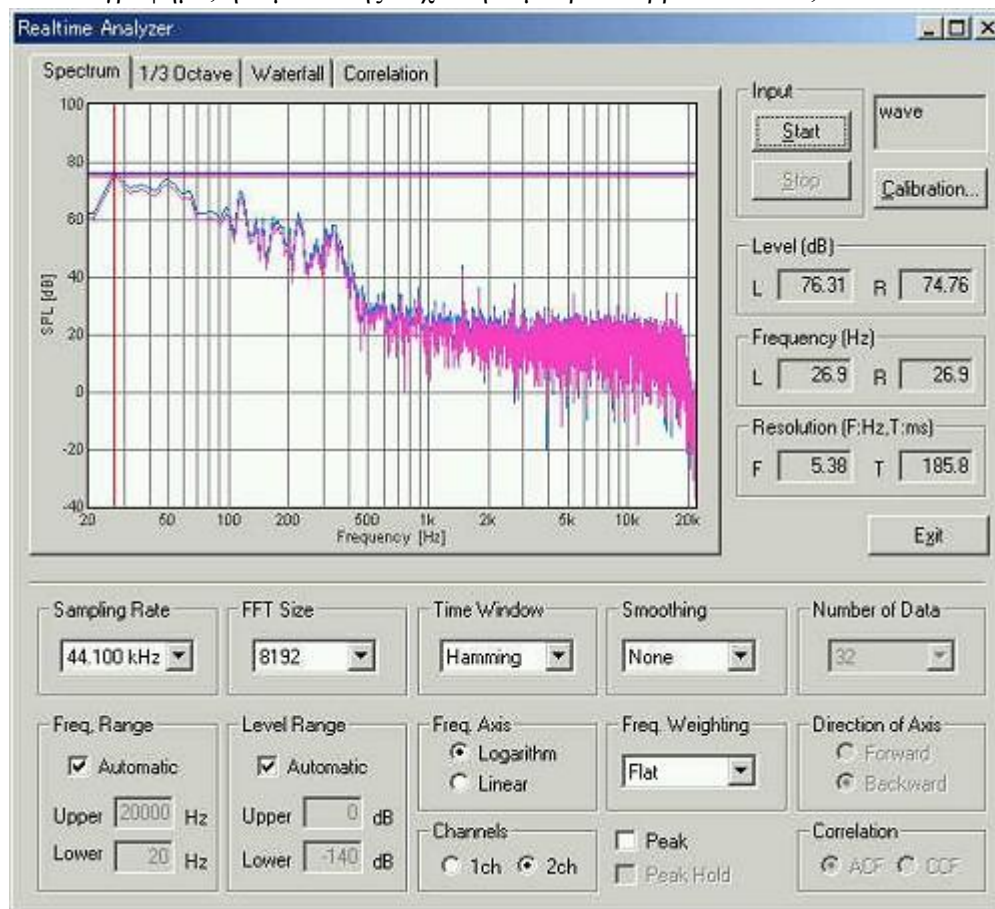 Realtime Analyzer
Spectrum 1/3 Octave Waterfall Correlation
100
80
60
40
20
0
-20
-40
SPL [dB]
20 50 100 200 500 1k 2k 5k 10k 20k
Frequency [Hz]
Input
Start
Stop
wave
Calibration...
Level (dB)
L 76.31 R 74.76
Frequency (Hz)
L 26.9 R 26.9
Resolution (F:Hz,T:ms)
F 5.38 T 185.8
Exit
Sampling Rate
44.100 kHz
FFT Size
8192
Time Window
Hamming
Smoothing
None
Number of Data
32
Freq. Range
Automatic
Upper 20000 Hz
Lower 20 Hz
Level Range
Automatic
Upper 0 dB
Lower -140 dB
Freq. Axis
Logarithm
Linear
Channels
1ch 2ch
Freq. Weighting
Flat
Peak
Peak Hold
Direction of Axis
Forward
Backward
Correlation
ACF CCF